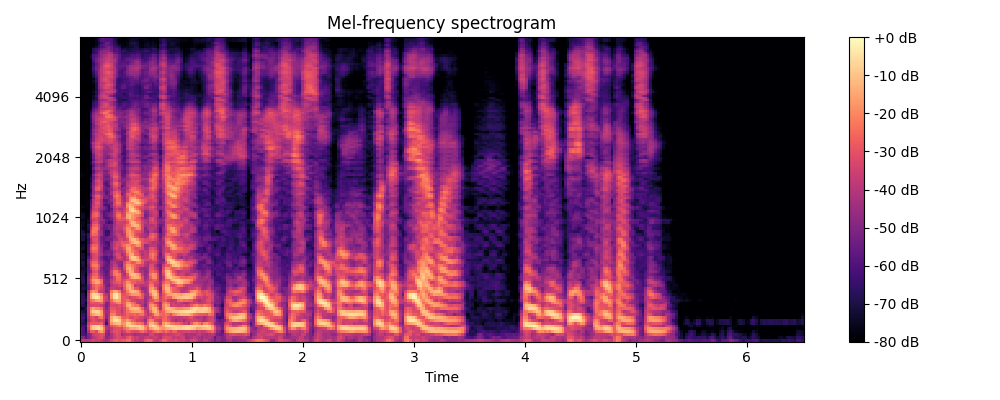 Mel-frequency spectrogram
Hz
4096
2048
1024
512
0
0 1 2 3 4 5 6
Time
+0 dB
-10 dB
-20 dB
-30 dB
-40 dB
-50 dB
-60 dB
-70 dB
-80 dB